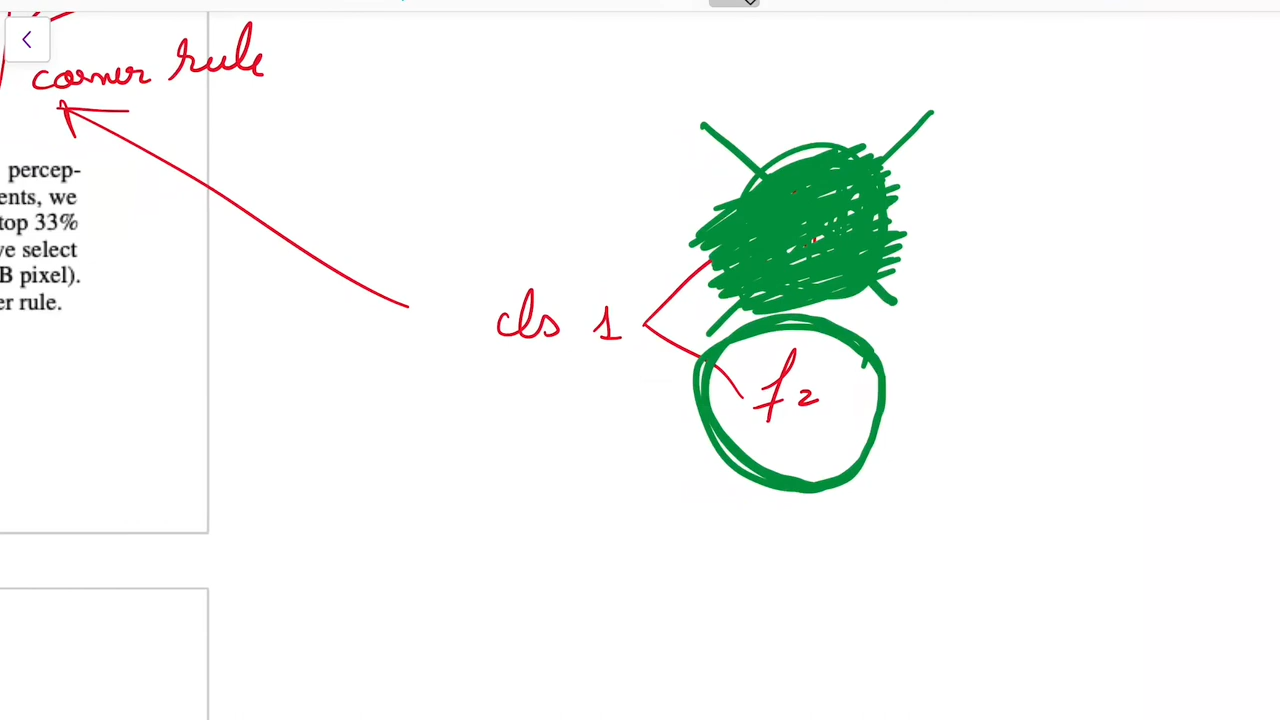 corner rule
percep-
ents, we
top 33%
ve select
B pixel).
er rule.
cls 1
f2